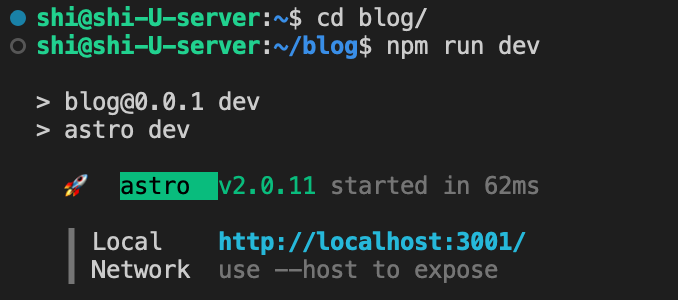 shi@shi-U-server:~$ cd blog/
shi@shi-U-server:~/blog$ npm run dev
> blog@0.0.1 dev
> astro dev
🚀 astro v2.0.11 started in 62ms
Local http://localhost:3001/
Network use --host to expose